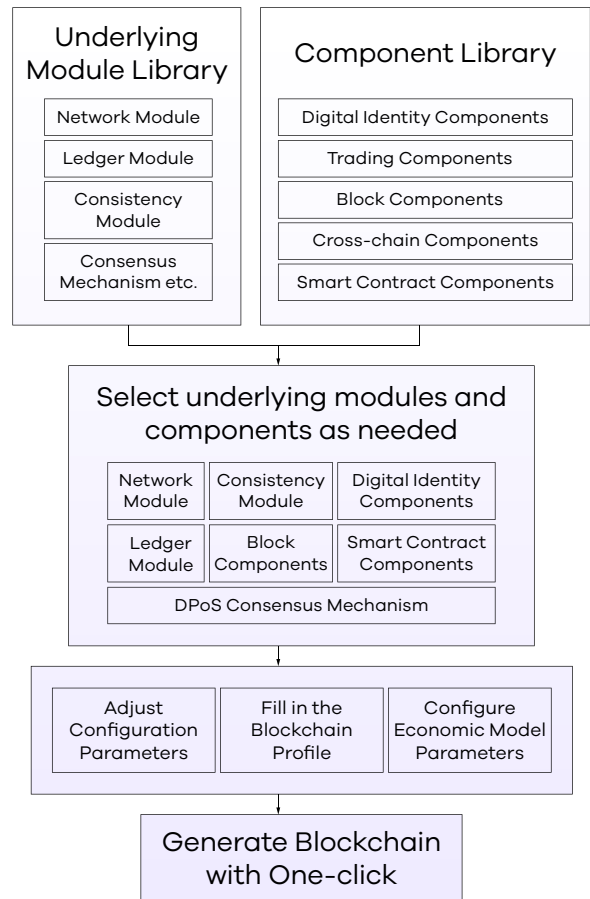 Underlying
Module Library
Network Module
Ledger Module
Consistency
Module
Consensus
Mechanism etc.
Component Library
Digital Identity Components
Trading Components
Block Components
Cross-chain Components
Smart Contract Components
Select underlying modules and
components as needed
Network
Module
Consistency
Module
Digital Identity
Components
Ledger
Module
Block
Components
Smart Contract
Components
DPoS Consensus Mechanism
Adjust
Configuration
Parameters
Fill in the
Blockchain
Profile
Configure
Economic Model
Parameters
Generate Blockchain
with One-click